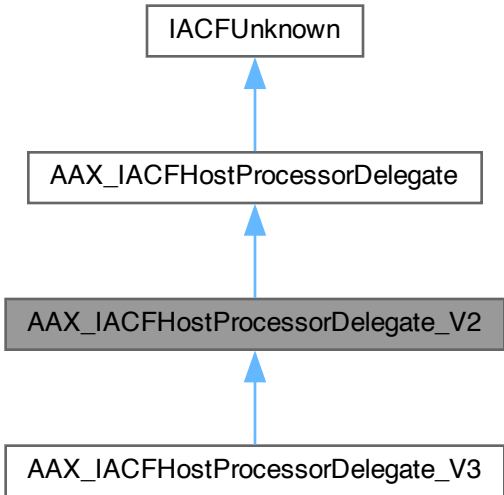 IACFUnknown
AAX_IACFHostProcessorDelegate
AAX_IACFHostProcessorDelegate_V2
AAX_IACFHostProcessorDelegate_V3